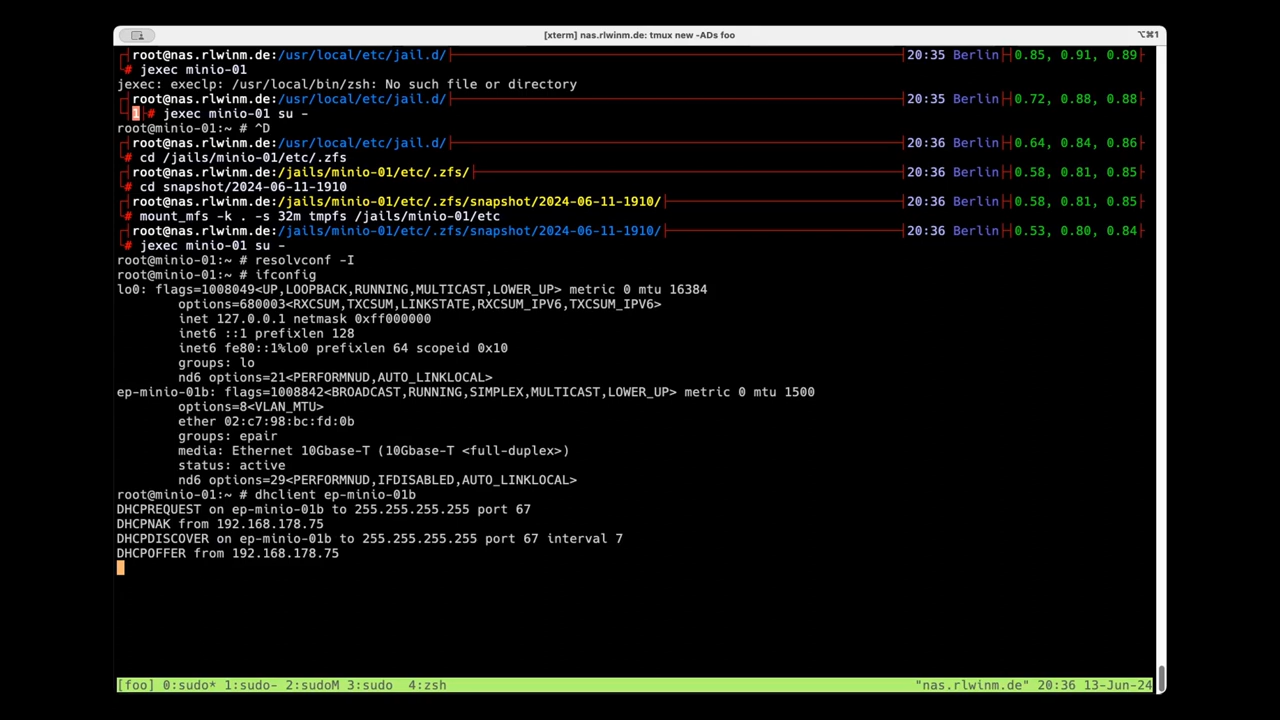 [xterm] nas.rlwinm.de: tmux new -ADs foo
⌥⌘1
root@nas.rlwinm.de:/usr/local/etc/jail.d/ 20:35 Berlin 0.85, 0.91, 0.89
# jexec minio-01
jexec: execlp: /usr/local/bin/zsh: No such file or directory
root@nas.rlwinm.de:/usr/local/etc/jail.d/ 20:35 Berlin 0.72, 0.88, 0.88
1 # jexec minio-01 su -
root@minio-01:~ # ^D
root@nas.rlwinm.de:/usr/local/etc/jail.d/ 20:36 Berlin 0.64, 0.84, 0.86
# cd /jails/minio-01/etc/.zfs
root@nas.rlwinm.de:/jails/minio-01/etc/.zfs/ 20:36 Berlin 0.58, 0.81, 0.85
# cd snapshot/2024-06-11-1910
root@nas.rlwinm.de:/jails/minio-01/etc/.zfs/snapshot/2024-06-11-1910/ 20:36 Berlin 0.58, 0.81, 0.85
# mount_mfs -k . -s 32m tmpfs /jails/minio-01/etc
root@nas.rlwinm.de:/jails/minio-01/etc/.zfs/snapshot/2024-06-11-1910/ 20:36 Berlin 0.53, 0.80, 0.84
# jexec minio-01 su -
root@minio-01:~ # resolvconf -I
root@minio-01:~ # ifconfig
lo0: flags=1008049<UP,LOOPBACK,RUNNING,MULTICAST,LOWER_UP> metric 0 mtu 16384
options=680003<RXCSUM,TXCSUM,LINKSTATE,RXCSUM_IPV6,TXCSUM_IPV6>
inet 127.0.0.1 netmask 0xff000000
inet6 ::1 prefixlen 128
inet6 fe80::1%lo0 prefixlen 64 scopeid 0x10
groups: lo
nd6 options=21<PERFORMNUD,AUTO_LINKLOCAL>
ep-minio-01b: flags=1008842<BROADCAST,RUNNING,SIMPLEX,MULTICAST,LOWER_UP> metric 0 mtu 1500
options=8<VLAN_MTU>
ether 02:c7:98:bc:fd:0b
groups: epair
media: Ethernet 10Gbase-T (10Gbase-T <full-duplex>)
status: active
nd6 options=29<PERFORMNUD,IFDISABLED,AUTO_LINKLOCAL>
root@minio-01:~ # dhclient ep-minio-01b
DHCPREQUEST on ep-minio-01b to 255.255.255.255 port 67
DHCPNAK from 192.168.178.75
DHCPDISCOVER on ep-minio-01b to 255.255.255.255 port 67 interval 7
DHCPOFFER from 192.168.178.75
[foo] 0:sudo* 1:sudo- 2:sudoM 3:sudo 4:zsh "nas.rlwinm.de" 20:36 13-Jun-24